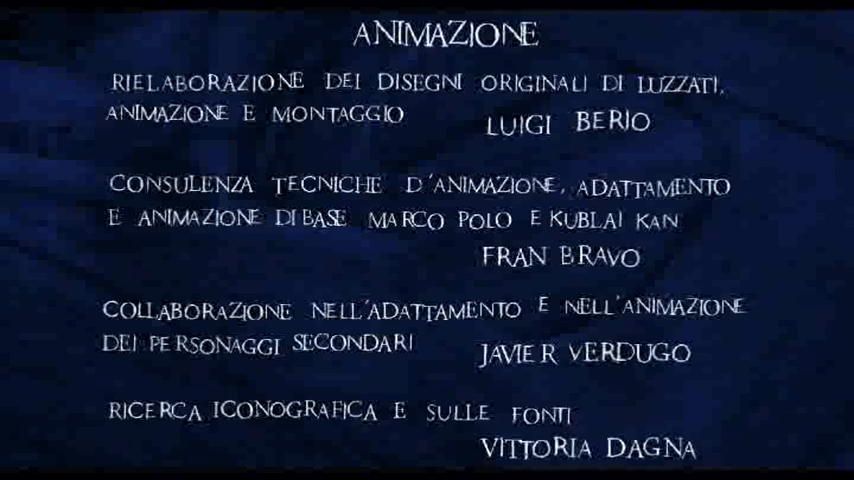 ANIMAZIONE
RIELABORAZIONE DEI DISEGNI ORIGINALI DI LUZZATI,
ANIMAZIONE E MONTAGGIO
LUIGI BERIO
CONSULENZA TECNICHE D'ANIMAZIONE, ADATTAMENTO
E ANIMAZIONE DI BASE MARCO POLO E KUBLAI KAN
FRAN BRAVO
COLLABORAZIONE NELL'ADATTAMENTO E NELL'ANIMAZIONE
DEI PERSONAGGI SECONDARI
JAVIER VERDUGO
RICERCA ICONOGRAFICA E SULLE FONTI
VITTORIA DAGNA